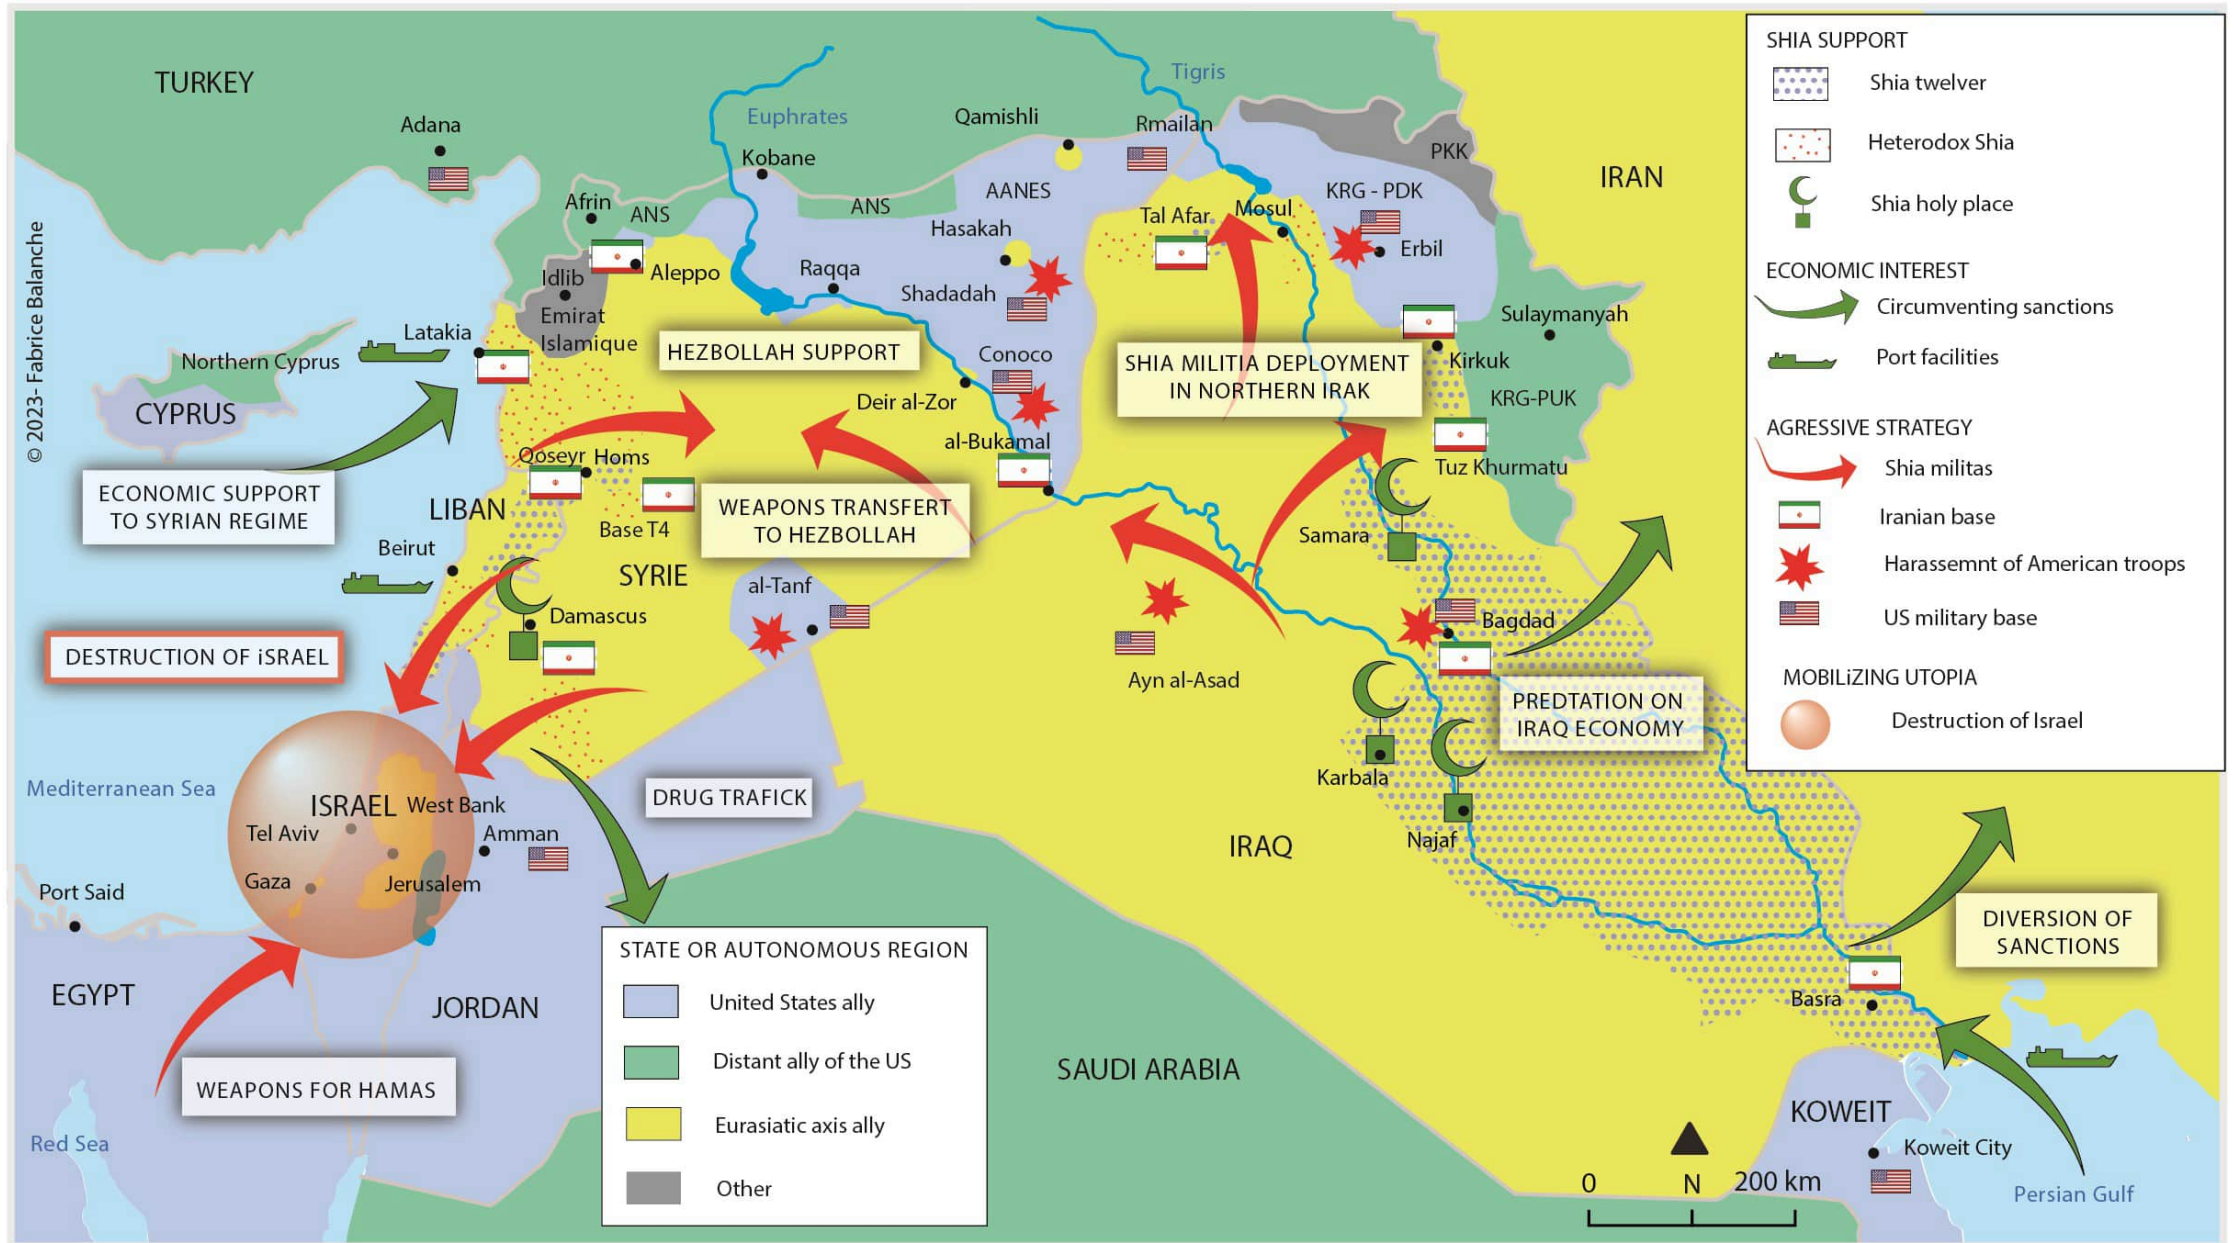 TURKEY
Adana
Euphrates
Tigris
Qamishli
Rmailan
Kobane
PKK
IRAN
AANES
KRG - PDK
Afrin
ANS
ANS
Tal Afar
Mosul
Hasakah
Erbil
Idlib
Aleppo
Raqqa
Shadadah
Emirat
Islamique
Sulaymanyah
Latakia
Northern Cyprus
HEZBOLLAH SUPPORT
Conoco
SHIA MILITIA DEPLOYMENT
IN NORTHERN IRAK
Kirkuk
CYPRUS
Deir al-Zor
KRG-PUK
al-Bukamal
Qoseyr
Homs
Tuz Khurmatu
ECONOMIC SUPPORT
TO SYRIAN REGIME
LIBAN
Base T4
WEAPONS TRANSFERT
TO HEZBOLLAH
Samara
Beirut
SYRIE
al-Tanf
Damascus
Bagdad
DESTRUCTION OF iSRAEL
Ayn al-Asad
PREDTATION ON
IRAQ ECONOMY
Mediterranean Sea
DRUG TRAFICK
Karbala
ISRAEL
West Bank
Tel Aviv
Amman
Najaf
IRAQ
Gaza
Jerusalem
Port Said
DIVERSION OF
SANCTIONS
EGYPT
JORDAN
Basra
WEAPONS FOR HAMAS
SAUDI ARABIA
KOWEIT
Koweit City
Red Sea
Persian Gulf
0
N
200 km
© 2023- Fabrice Balanche
SHIA SUPPORT
Shia twelver
Heterodox Shia
Shia holy place
ECONOMIC INTEREST
Circumventing sanctions
Port facilities
AGRESSIVE STRATEGY
Shia militas
Iranian base
Harassemnt of American troops
US military base
MOBILiZING UTOPIA
Destruction of Israel
STATE OR AUTONOMOUS REGION
United States ally
Distant ally of the US
Eurasiatic axis ally
Other